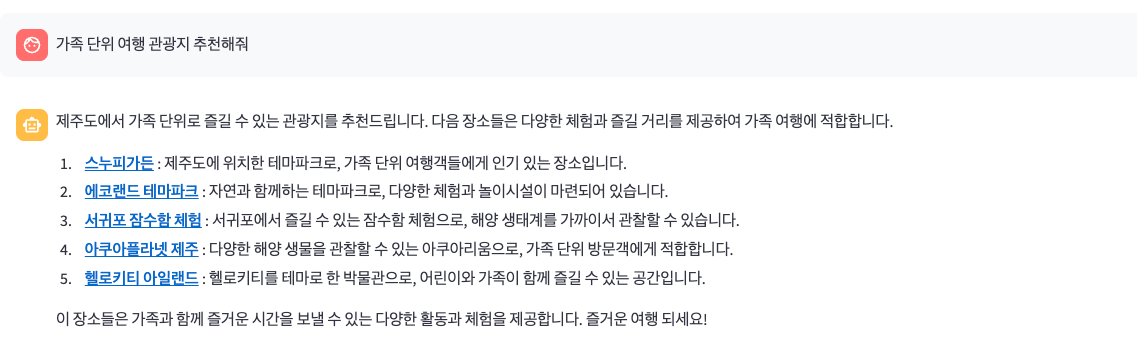 가족 단위 여행 관광지 추천해줘
제주도에서 가족 단위로 즐길 수 있는 관광지를 추천드립니다. 다음 장소들은 다양한 체험과 즐길 거리를 제공하여 가족 여행에 적합합니다.
1. 스누피가든 : 제주도에 위치한 테마파크로, 가족 단위 여행객들에게 인기 있는 장소입니다.
2. 에코랜드 테마파크 : 자연과 함께하는 테마파크로, 다양한 체험과 놀이시설이 마련되어 있습니다.
3. 서귀포 잠수함 체험 : 서귀포에서 즐길 수 있는 잠수함 체험으로, 해양 생태계를 가까이서 관찰할 수 있습니다.
4. 아쿠아플라넷 제주 : 다양한 해양 생물을 관찰할 수 있는 아쿠아리움으로, 가족 단위 방문객에게 적합합니다.
5. 헬로키티 아일랜드 : 헬로키티를 테마로 한 박물관으로, 어린이와 가족이 함께 즐길 수 있는 공간입니다.
이 장소들은 가족과 함께 즐거운 시간을 보낼 수 있는 다양한 활동과 체험을 제공합니다. 즐거운 여행 되세요!